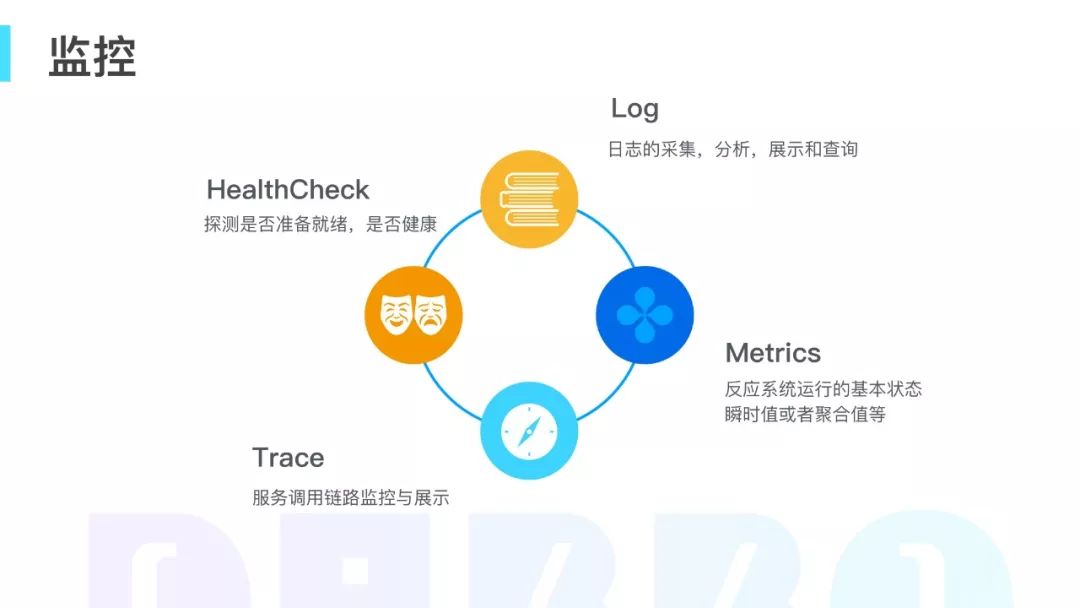 监控
Log
日志的采集，分析，展示和查询
HealthCheck
探测是否准备就绪，是否健康
Metrics
反应系统运行的基本状态
瞬时值或者聚合值等
Trace
服务调用链路监控与展示
DUBBO